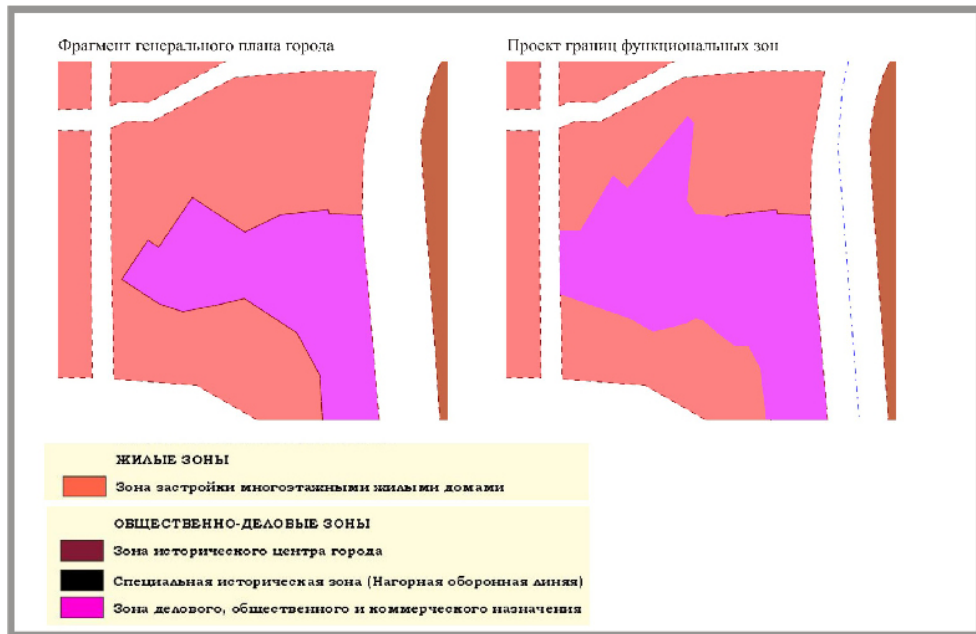 Фрагмент генерального плана города
Проект границ функциональных зон
ЖИЛЫЕ ЗОНЫ
Зона застройки многоэтажными жилыми домами
ОБЩЕСТВЕННО-ДЕЛОВЫЕ ЗОНЫ
Зона исторического центра города
Специальная историческая зона (Нагорная оборонная линяя)
Зона делового, общественного и коммерческого назначения